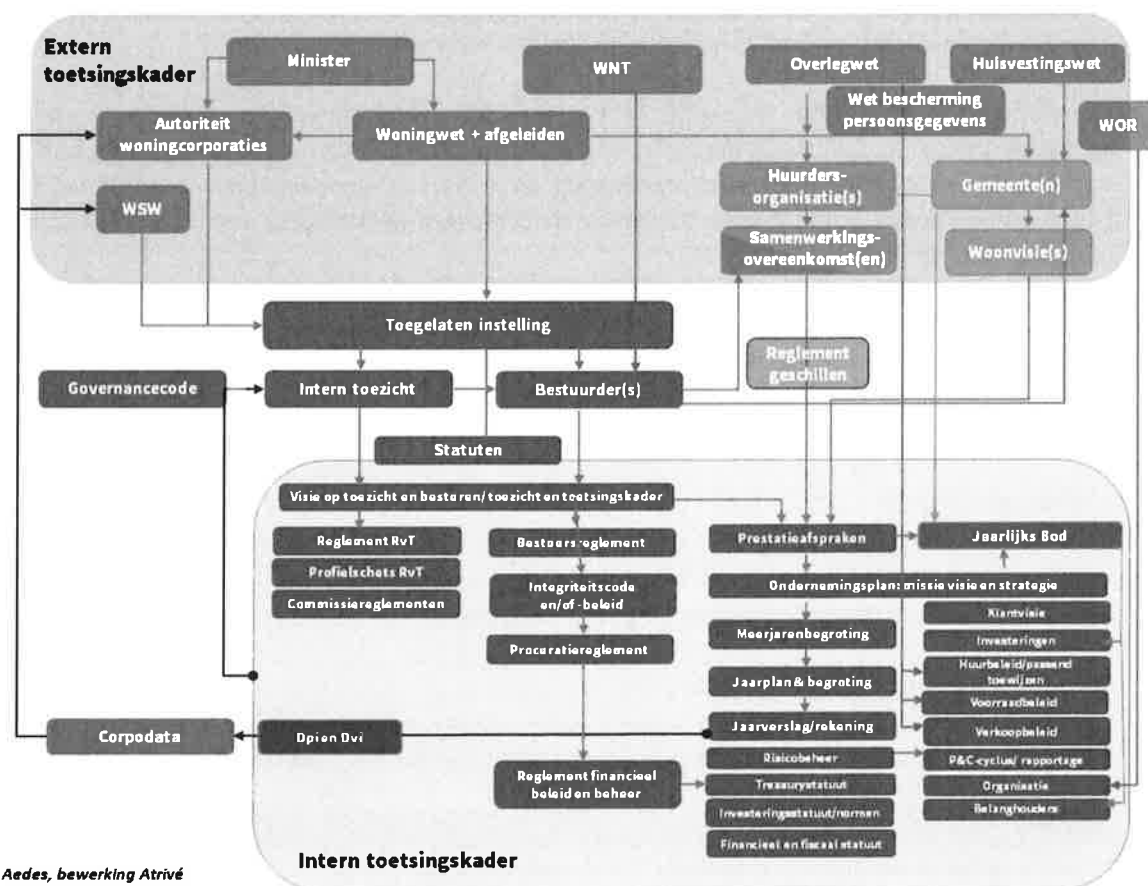 Extern
toetsingskader
Minister
WNT
Overlegwet
Huisvestingswet
Wet bescherming
persoonsgegevens
WOR
Autoriteit
woningcorporaties
Woningwet + afgeleiden
Huurders-
organisatie(s)
Gemeente(n)
WSW
Samenwerkings-
overeenkomst(en)
Woonvisie(s)
Toegelaten instelling
Reglement
geschillen
Governancecode
Intern toezicht
Bestuurder(s)
Statuten
Visie op toezicht en besturen/ toezicht en toetsingskader
Reglement RvT
Profielschets RvT
Commissiereglementen
Bestuursreglement
Integriteitscode
en/of -beleid
Procuratiereglement
Reglement financieel
beleid en beheer
Prestatieafspraken
Jaarlijks Bod
Ondernemingsplan: missie visie en strategie
Meerjarenbegroting
Jaarplan & begroting
Jaarverslag/rekening
Risicobeheer
Treasurystatuut
Investeringsstatuut/normen
Financieel en fiscaal statuut
Klantvisie
Investeringen
Huurbeleid/passend
toewijzen
Voorraadbeleid
Verkoopbeleid
P&C-cyclus/ rapportage
Organisatie
Belanghouders
Corpodata
Dpi en Dvi
Intern toetsingskader
Aedes, bewerking Atrivé